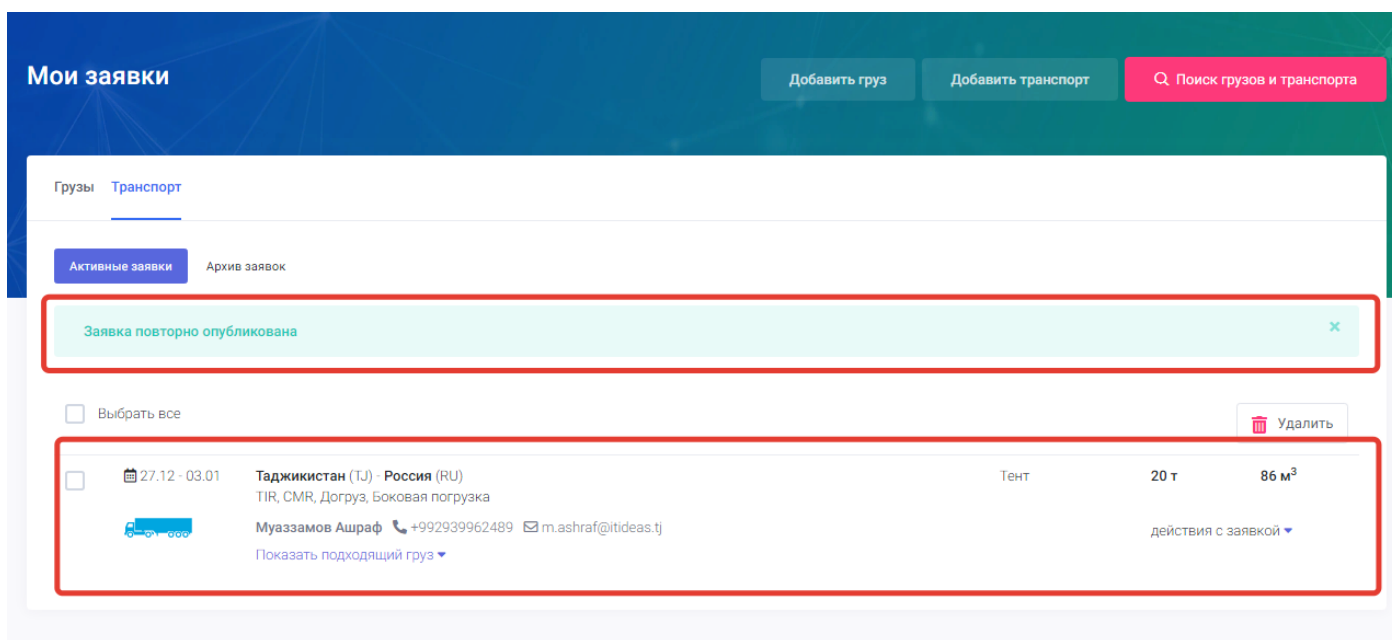 Мои заявки
Добавить груз
Добавить транспорт
Поиск грузов и транспорта
Грузы Транспорт
Активные заявки Архив заявок
Заявка повторно опубликована
Выбрать все
Удалить
27.12 - 03.01 Таджикистан (TJ) - Россия (RU) Тент 20 т 86 м³
TIR, CMR, Догруз, Боковая погрузка
Муаззамов Ашраф +992939962489 m.ashraf@itideas.tj
действия с заявкой
Показать подходящий груз